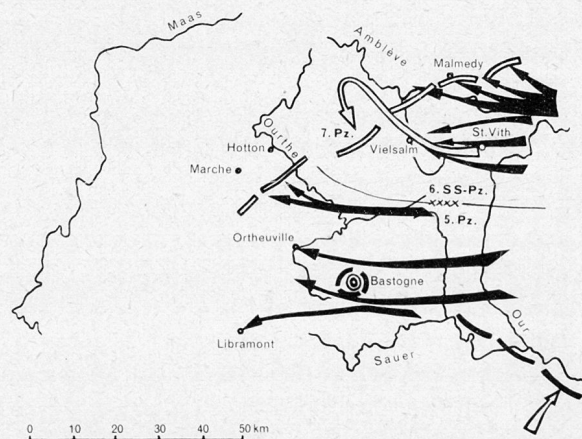 Maas
Amblève
Malmedy
7. Pz.
St. Vith
Ourthe
Hotton
Vielsalm
Marche
6. SS-Pz.
xxxx
5. Pz.
Ortheuville
Bastogne
Our
Libramont
Sauer
0 10 20 30 40 50 km